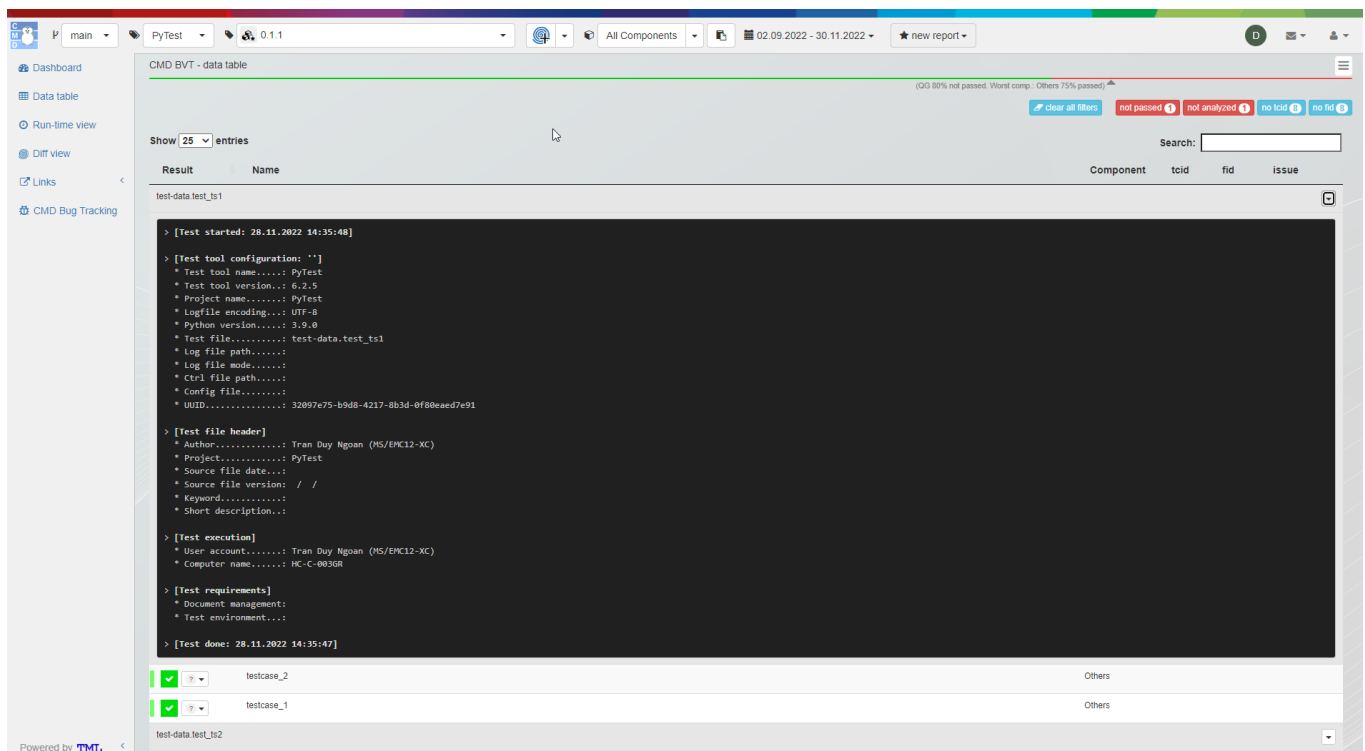 C
M
D
main
PyTest
0.1.1
All Components
02.09.2022 - 30.11.2022
new report
D
Dashboard
Data table
Run-time view
Diff view
Links
CMD Bug Tracking
CMD BVT - data table
(QG 80% not passed. Worst comp.: Others 75% passed)
clear all filters
not passed 1
not analyzed 1
no tcid 8
no fid 8
Show 25 entries
Search:
Result Name Component tcid fid issue
test-data.test_ts1
> [Test started: 28.11.2022 14:35:48]
> [Test tool configuration: '']
* Test tool name.....: PyTest
* Test tool version..: 6.2.5
* Project name.......: PyTest
* Logfile encoding...: UTF-8
* Python version.....: 3.9.0
* Test file..........: test-data.test_ts1
* Log file path......:
* Log file mode......:
* Ctrl file path.....:
* Config file........:
* UUID...............: 32097e75-b9d8-4217-8b3d-0f80eaed7e91
> [Test file header]
* Author.............: Tran Duy Ngoan (MS/EMC12-XC)
* Project............: PyTest
* Source file date...:
* Source file version: / /
* Keyword............:
* Short description..:
> [Test execution]
* User account.......: Tran Duy Ngoan (MS/EMC12-XC)
* Computer name......: HC-C-003GR
> [Test requirements]
* Document management:
* Test environment...:
> [Test done: 28.11.2022 14:35:47]
? testcase_2 Others
? testcase_1 Others
test-data.test_ts2
Powered by TML